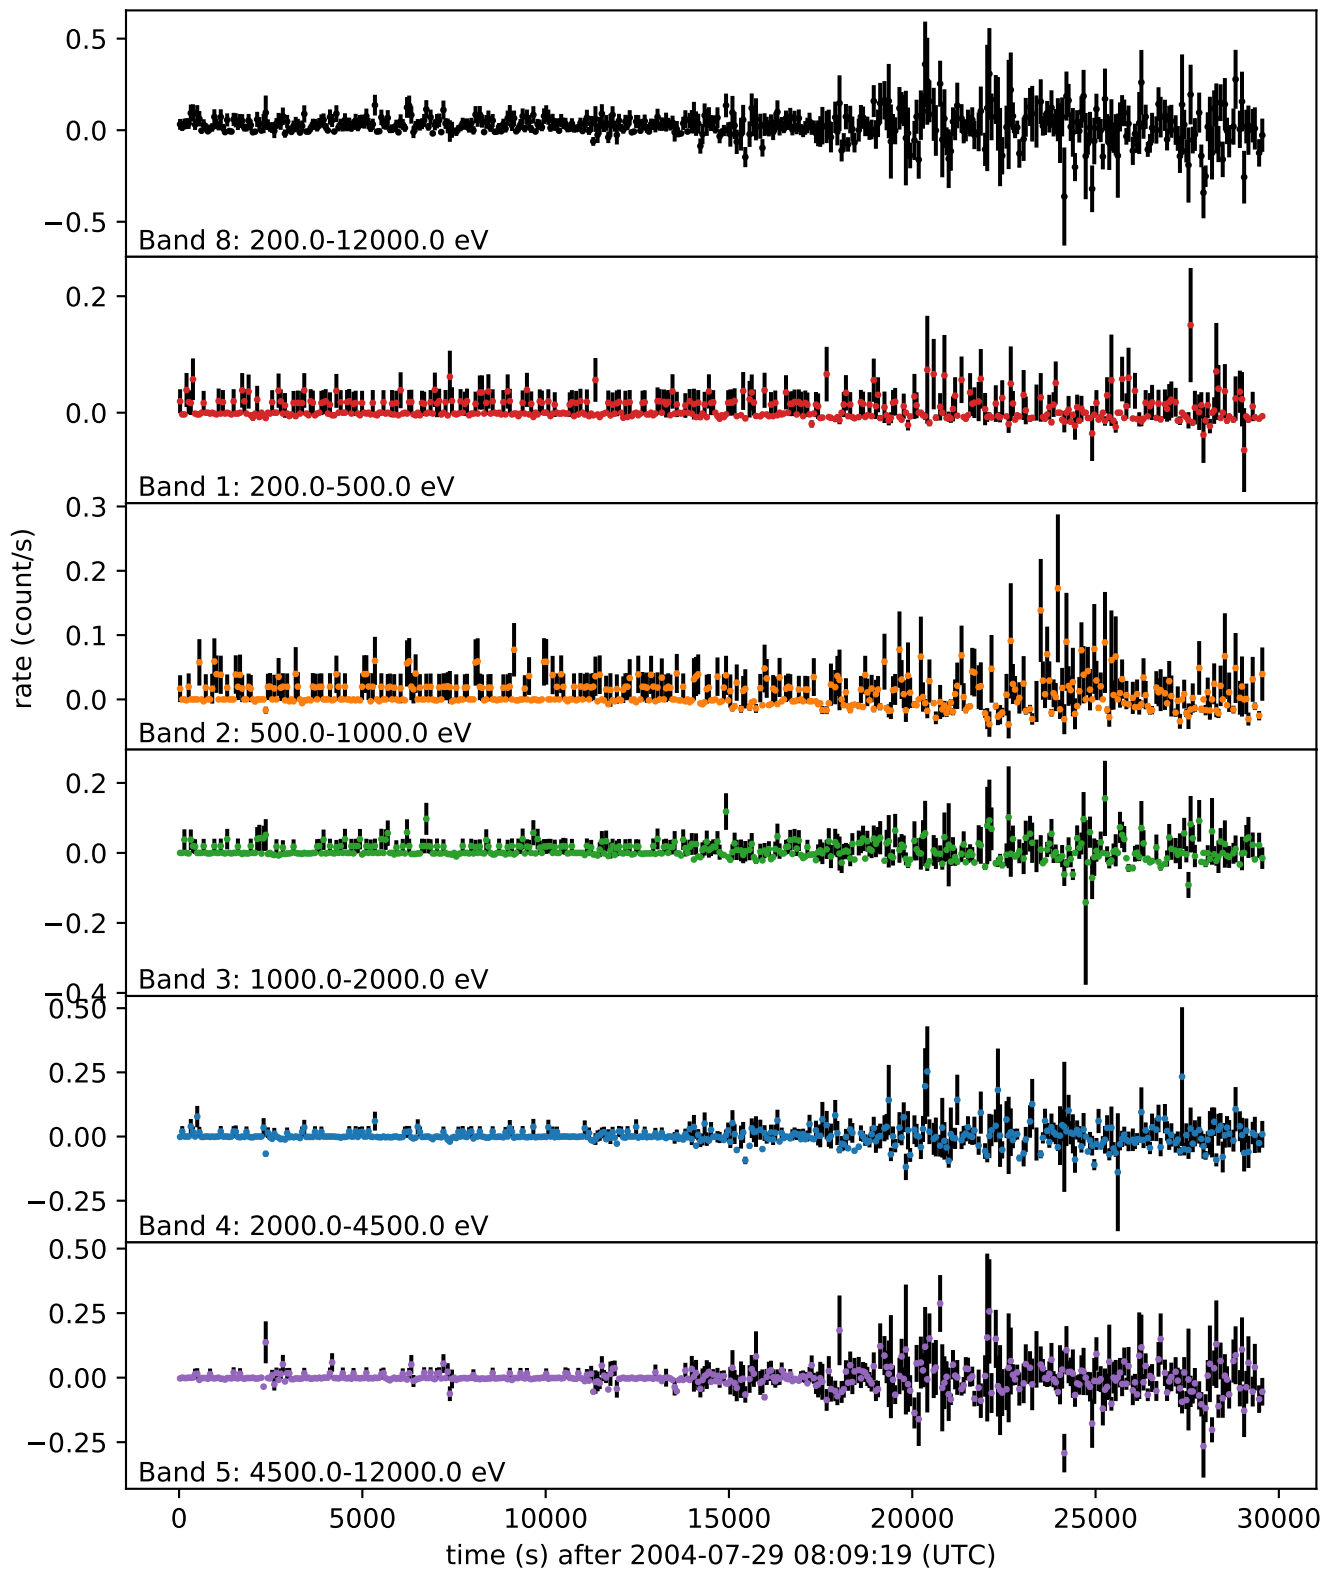 0.5
0.0
−0.5
Band 8: 200.0-12000.0 eV
0.2
0.0
Band 1: 200.0-500.0 eV
rate (count/s)
0.3
0.2
0.1
0.0
Band 2: 500.0-1000.0 eV
0.2
0.0
−0.2
−0.4
Band 3: 1000.0-2000.0 eV
0.50
0.25
0.00
−0.25
Band 4: 2000.0-4500.0 eV
0.50
0.25
0.00
−0.25
Band 5: 4500.0-12000.0 eV
0 5000 10000 15000 20000 25000 30000
time (s) after 2004-07-29 08:09:19 (UTC)